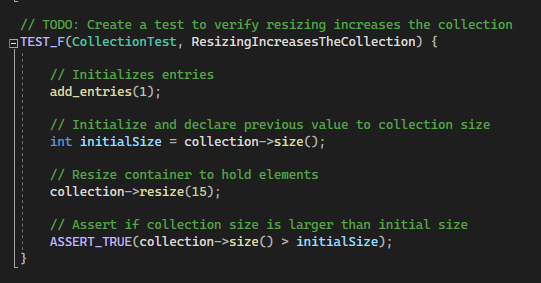 // TODO: Create a test to verify resizing increases the collection
TEST_F(CollectionTest, ResizingIncreasesTheCollection) {
// Initializes entries
add_entries(1);
// Initialize and declare previous value to collection size
int initialSize = collection->size();
// Resize container to hold elements
collection->resize(15);
// Assert if collection size is larger than initial size
ASSERT_TRUE(collection->size() > initialSize);
}